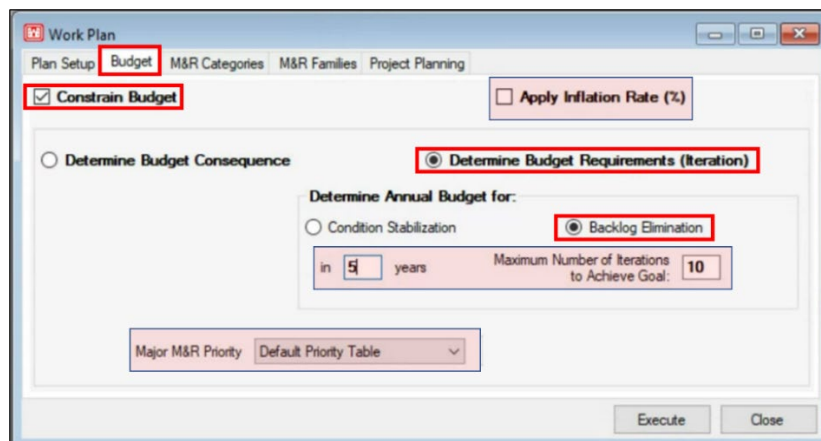 Work Plan
Plan Setup Budget M&R Categories M&R Families Project Planning
Constrain Budget Apply Inflation Rate (%)
Determine Budget Consequence Determine Budget Requirements (Iteration)
Determine Annual Budget for:
Condition Stabilization Backlog Elimination
in 5 years Maximum Number of Iterations
to Achieve Goal: 10
Major M&R Priority Default Priority Table
Execute Close